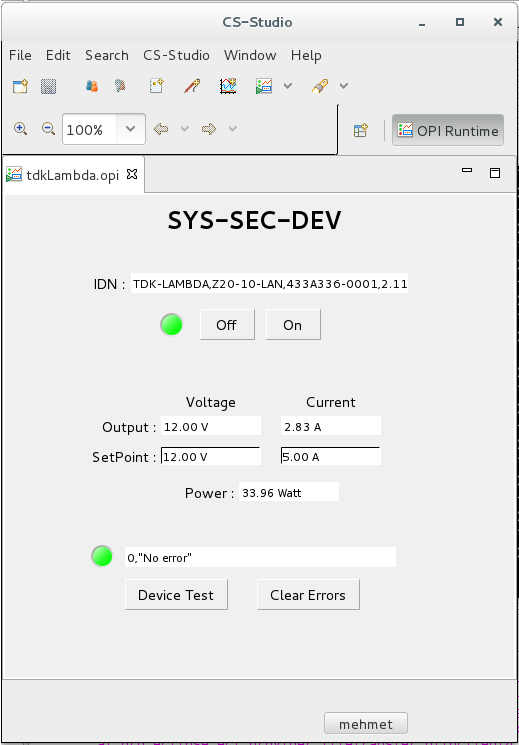 CS-Studio
File Edit Search CS-Studio Window Help
100%
OPI Runtime
tdkLambda.opi
SYS-SEC-DEV
IDN : TDK-LAMBDA,Z20-10-LAN,433A336-0001,2.11
Off On
Voltage Current
Output : 12.00 V 2.83 A
SetPoint : 12.00 V 5.00 A
Power : 33.96 Watt
0,"No error"
Device Test Clear Errors
mehmet